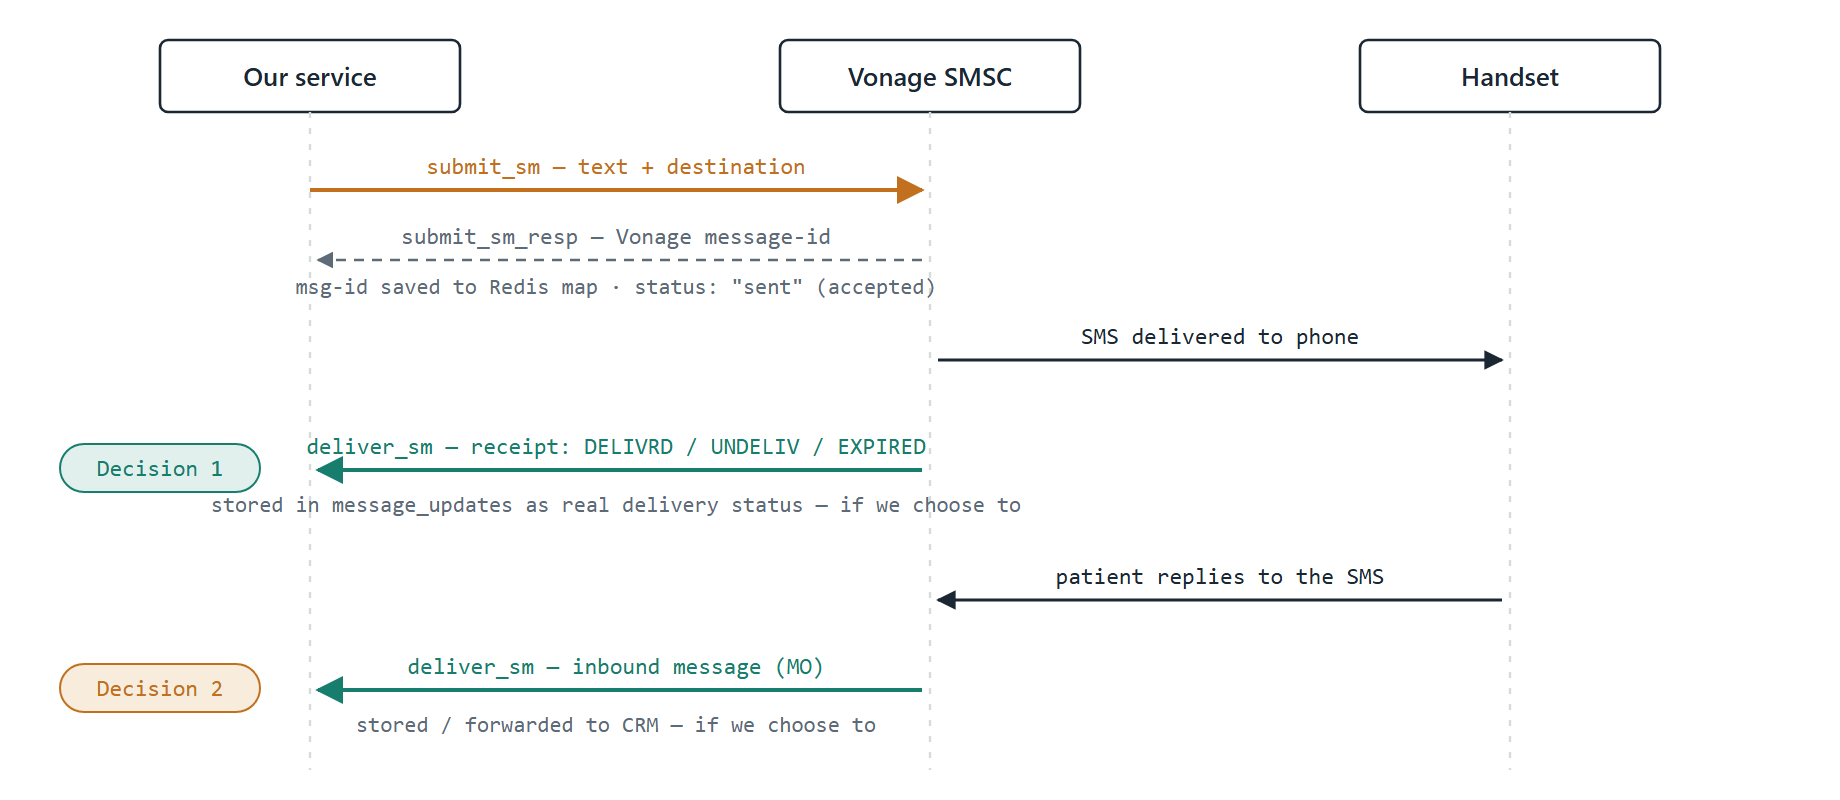 Our service
Vonage SMSC
Handset
submit_sm — text + destination
submit_sm_resp — Vonage message-id
msg-id saved to Redis map · status: "sent" (accepted)
SMS delivered to phone
Decision 1
deliver_sm — receipt: DELIVRD / UNDELIV / EXPIRED
stored in message_updates as real delivery status — if we choose to
patient replies to the SMS
Decision 2
deliver_sm — inbound message (MO)
stored / forwarded to CRM — if we choose to